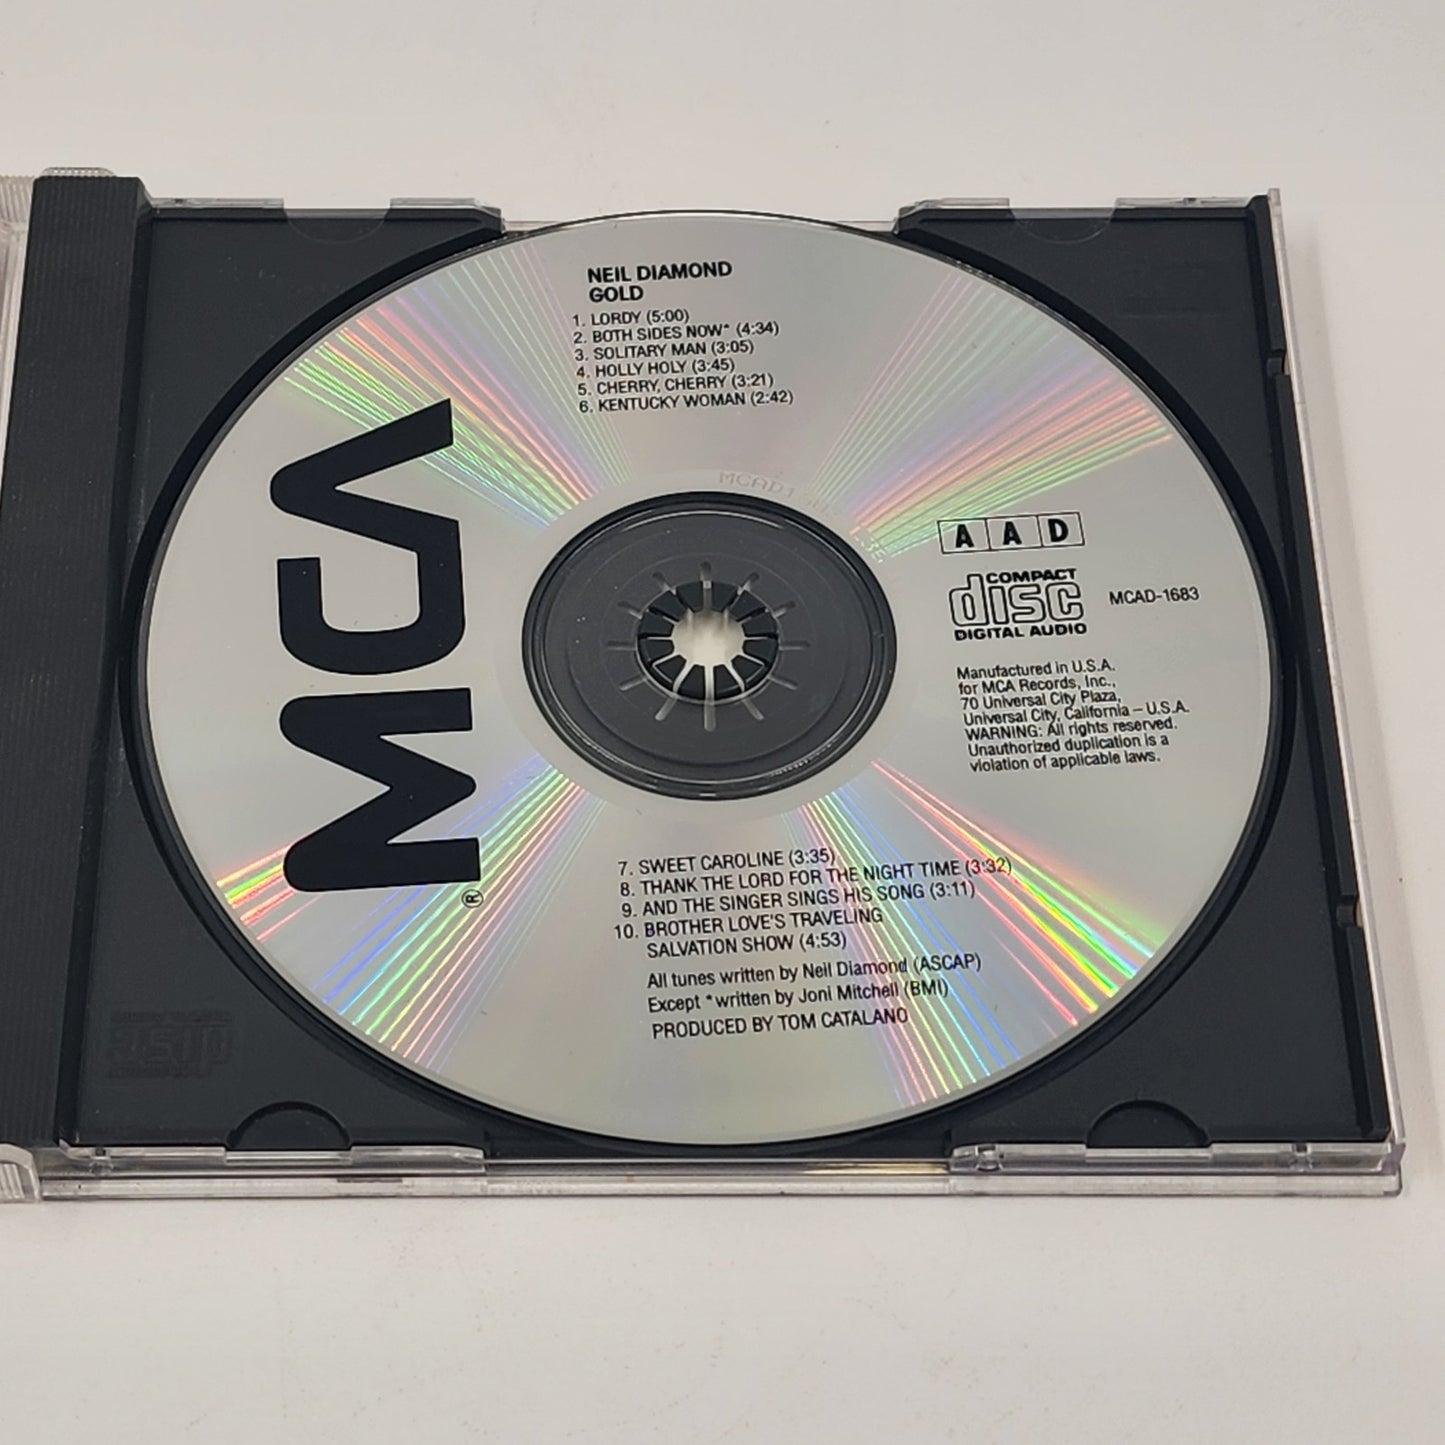 NEIL DIAMOND
GOLD
1. LORDY (5:00)
2. BOTH SIDES NOW* (4:34)
3. SOLITARY MAN (3:05)
4. HOLLY HOLY (3:45)
5. CHERRY, CHERRY (3:21)
6. KENTUCKY WOMAN (2:42)
MCA®
A A D
COMPACT
disc
DIGITAL AUDIO
MCAD-1683
Manufactured in U.S.A.
for MCA Records, Inc.,
70 Universal City Plaza,
Universal City, California – U.S.A.
WARNING: All rights reserved.
Unauthorized duplication is a
violation of applicable laws.
7. SWEET CAROLINE (3:35)
8. THANK THE LORD FOR THE NIGHT TIME (3:32)
9. AND THE SINGER SINGS HIS SONG (3:11)
10. BROTHER LOVE'S TRAVELING
SALVATION SHOW (4:53)
All tunes written by Neil Diamond (ASCAP)
Except *written by Joni Mitchell (BMI)
PRODUCED BY TOM CATALANO